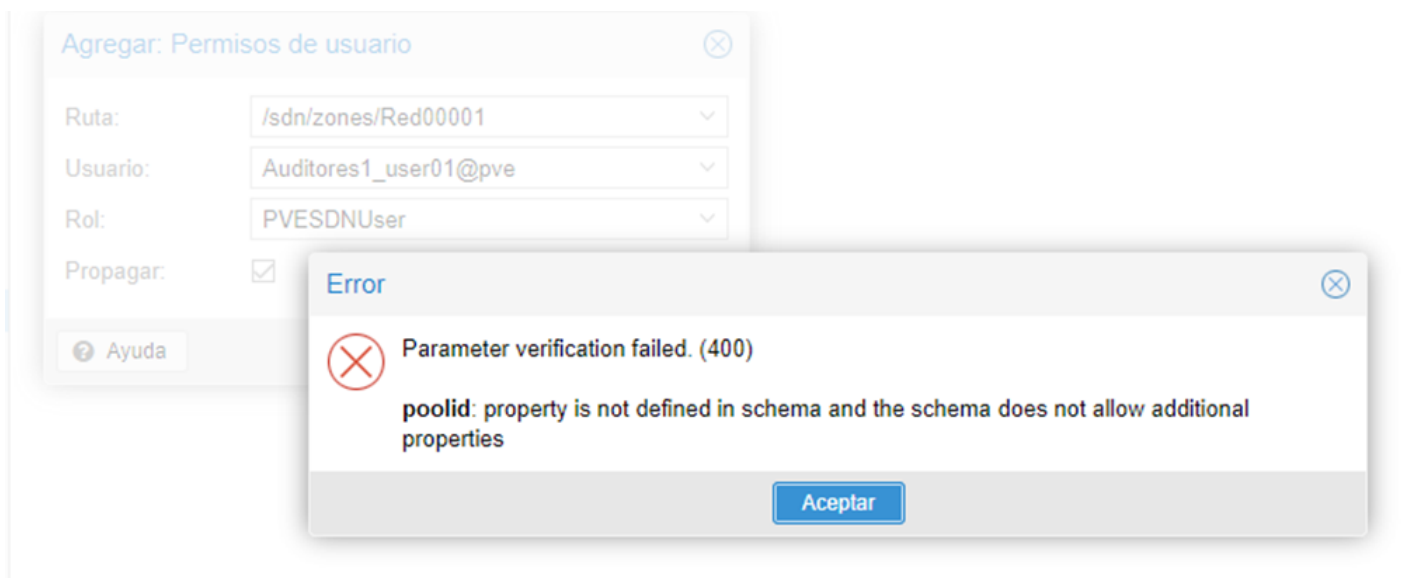 Agregar: Permisos de usuario
Ruta: /sdn/zones/Red00001
Usuario: Auditores1_user01@pve
Rol: PVESDNUser
Propagar:
Ayuda
Error
Parameter verification failed. (400)
poolid: property is not defined in schema and the schema does not allow additional
properties
Aceptar